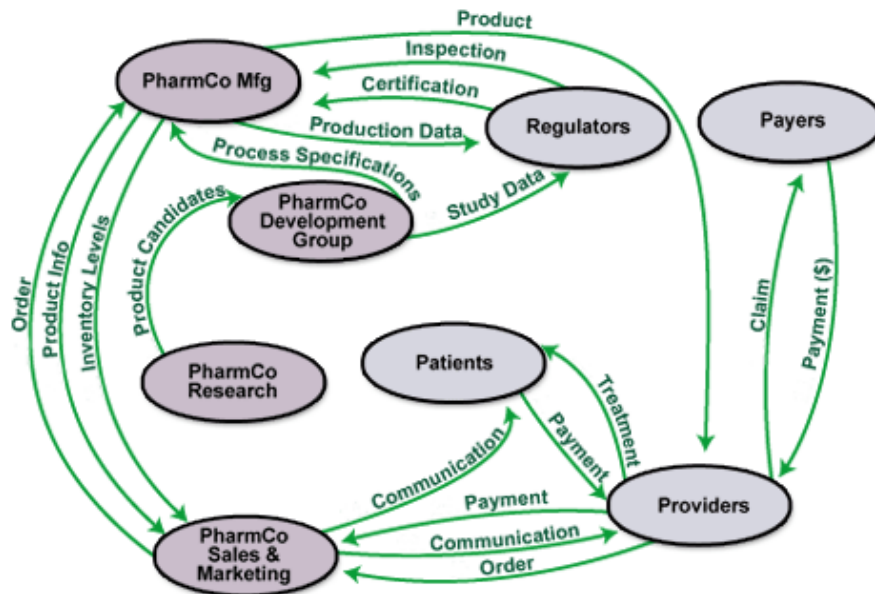 Product
Inspection
PharmCo Mfg
Certification
Regulators
Payers
Production Data
Process Specifications
PharmCo
Development
Group
Study Data
Product Candidates
Order
Product Info
Inventory Levels
Claim
Payment ($)
PharmCo
Research
Patients
Treatment
Payment
Communication
Payment
Providers
Communication
Order
PharmCo
Sales &
Marketing